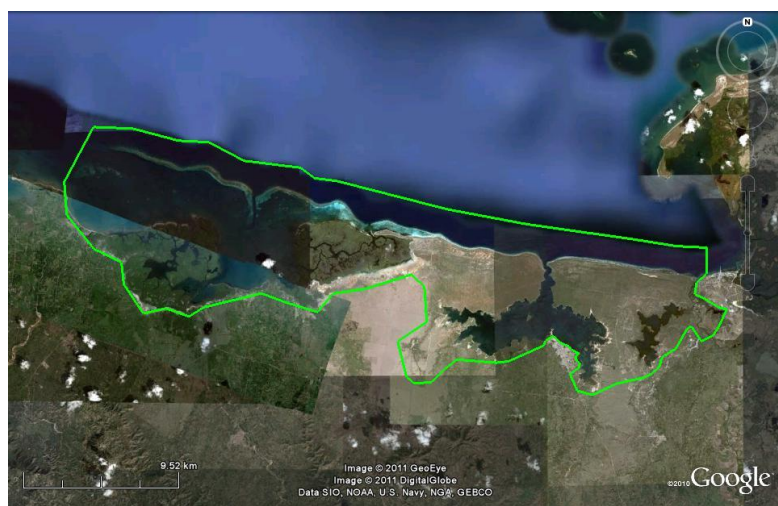 N
9.52 km
Image © 2011 GeoEye
Image © 2011 DigitalGlobe
Data SIO, NOAA, U.S. Navy, NGA, GEBCO
©2010 Google